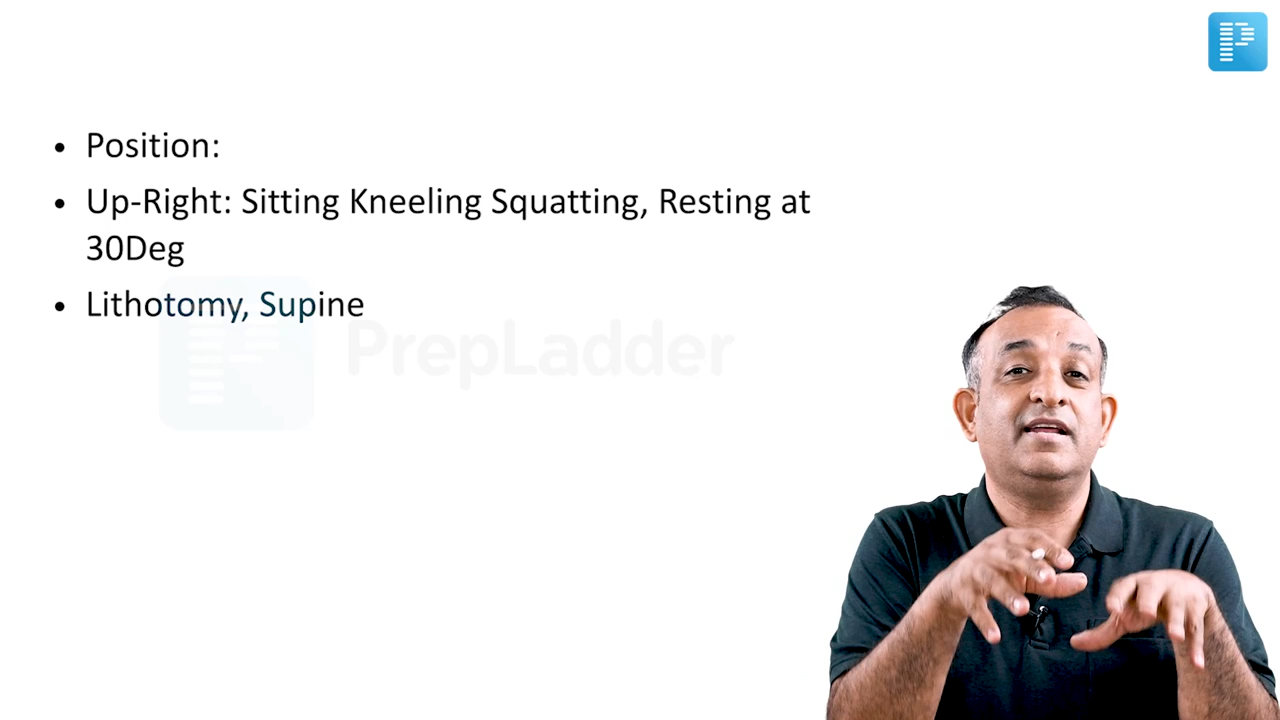 • Position:
• Up-Right: Sitting Kneeling Squatting, Resting at
30Deg
• Lithotomy, Supine
PrepLadder